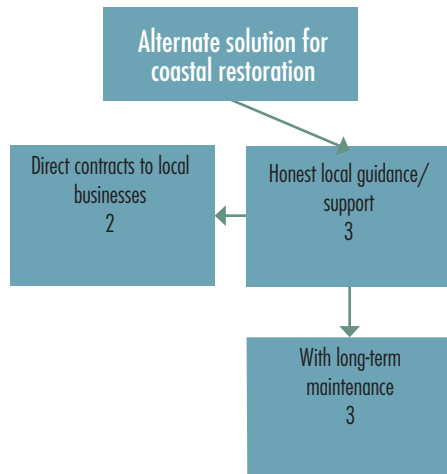 Alternate solution for
coastal restoration
Direct contracts to local
businesses
2
Honest local guidance/
support
3
With long-term
maintenance
3